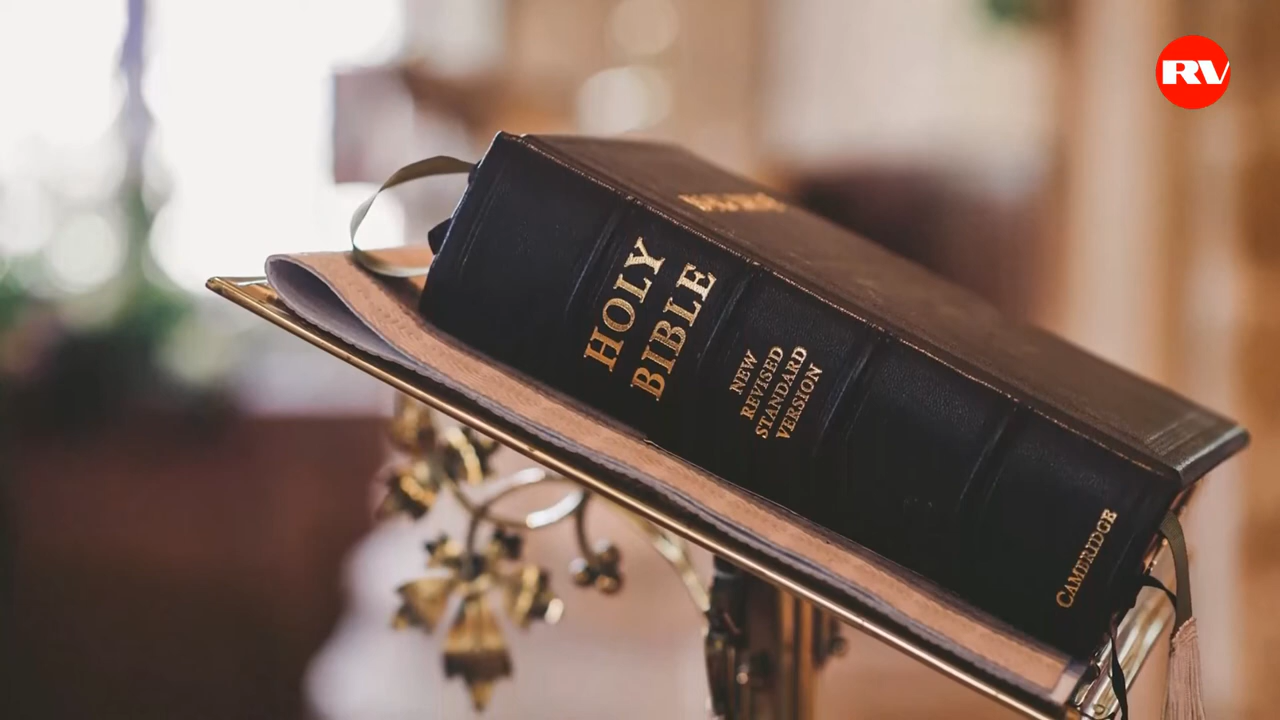 RV
HOLY
BIBLE
NEW
REVISED
STANDARD
VERSION
CAMBRIDGE